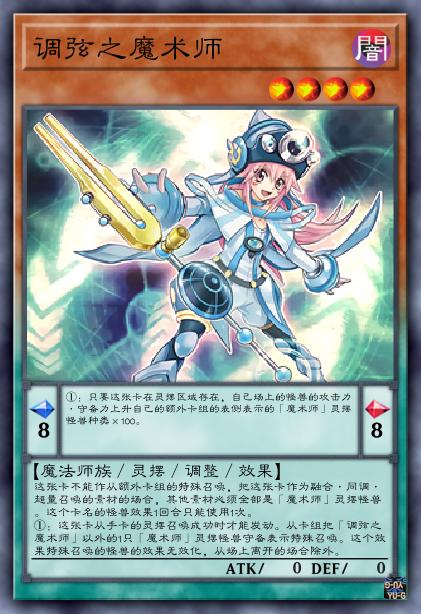 调弦之魔术师
闇
①：只要这张卡在灵摆区域存在，自己场上的怪兽的攻击力
·守备力上升自己的额外卡组的表侧表示的「魔术师」灵摆
怪兽种类×100。
8
8
【魔法师族／灵摆／调整／效果】
这张卡不能作从额外卡组的特殊召唤，把这张卡作为融合·同调·
超量召唤的素材的场合，其他素材必须全部是「魔术师」灵摆怪兽
。这个卡名的怪兽效果1回合只能使用1次。
①：这张卡从手卡的灵摆召唤成功时才能发动。从卡组把「调弦之
魔术师」以外的1只「魔术师」灵摆怪兽守备表示特殊召唤。这个效
果特殊召唤的怪兽的效果无效化，从场上离开的场合除外。
ATK/ 0 DEF/ 0